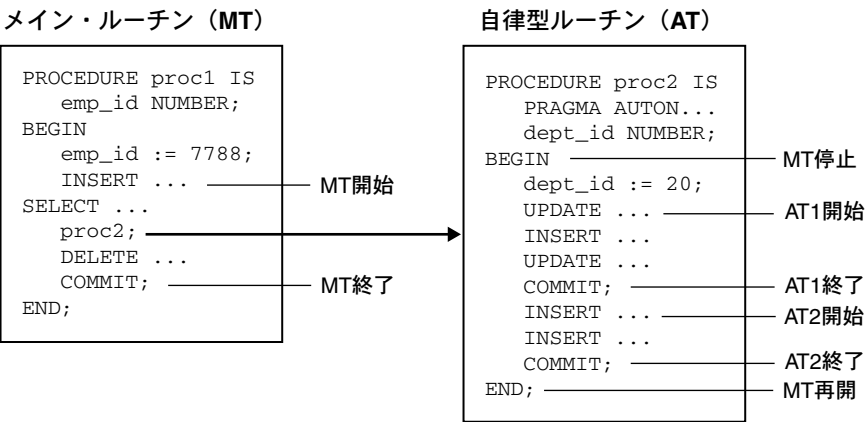 メイン・ルーチン（MT）
PROCEDURE proc1 IS
emp_id NUMBER;
BEGIN
emp_id := 7788;
INSERT ... MT開始
SELECT ...
proc2;
DELETE ...
COMMIT; MT終了
END;
自律型ルーチン（AT）
PROCEDURE proc2 IS
PRAGMA AUTON...
dept_id NUMBER;
BEGIN MT停止
dept_id := 20;
UPDATE ... AT1開始
INSERT ...
UPDATE ...
COMMIT; AT1終了
INSERT ... AT2開始
INSERT ...
COMMIT; AT2終了
END; MT再開